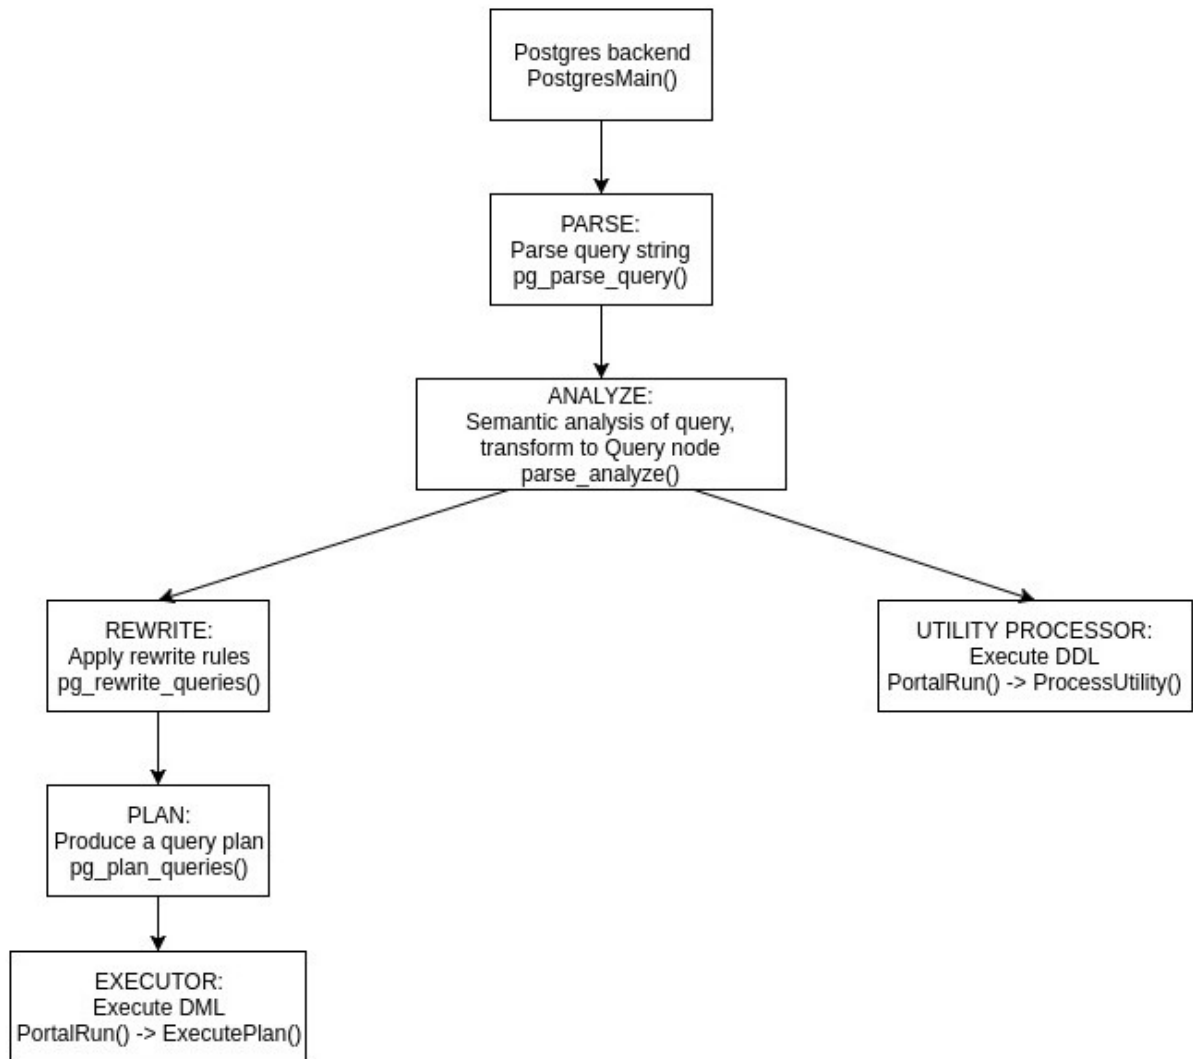 Postgres backend
PostgresMain()
PARSE:
Parse query string
pg_parse_query()
ANALYZE:
Semantic analysis of query,
transform to Query node
parse_analyze()
REWRITE:
Apply rewrite rules
pg_rewrite_queries()
UTILITY PROCESSOR:
Execute DDL
PortalRun() -> ProcessUtility()
PLAN:
Produce a query plan
pg_plan_queries()
EXECUTOR:
Execute DML
PortalRun() -> ExecutePlan()